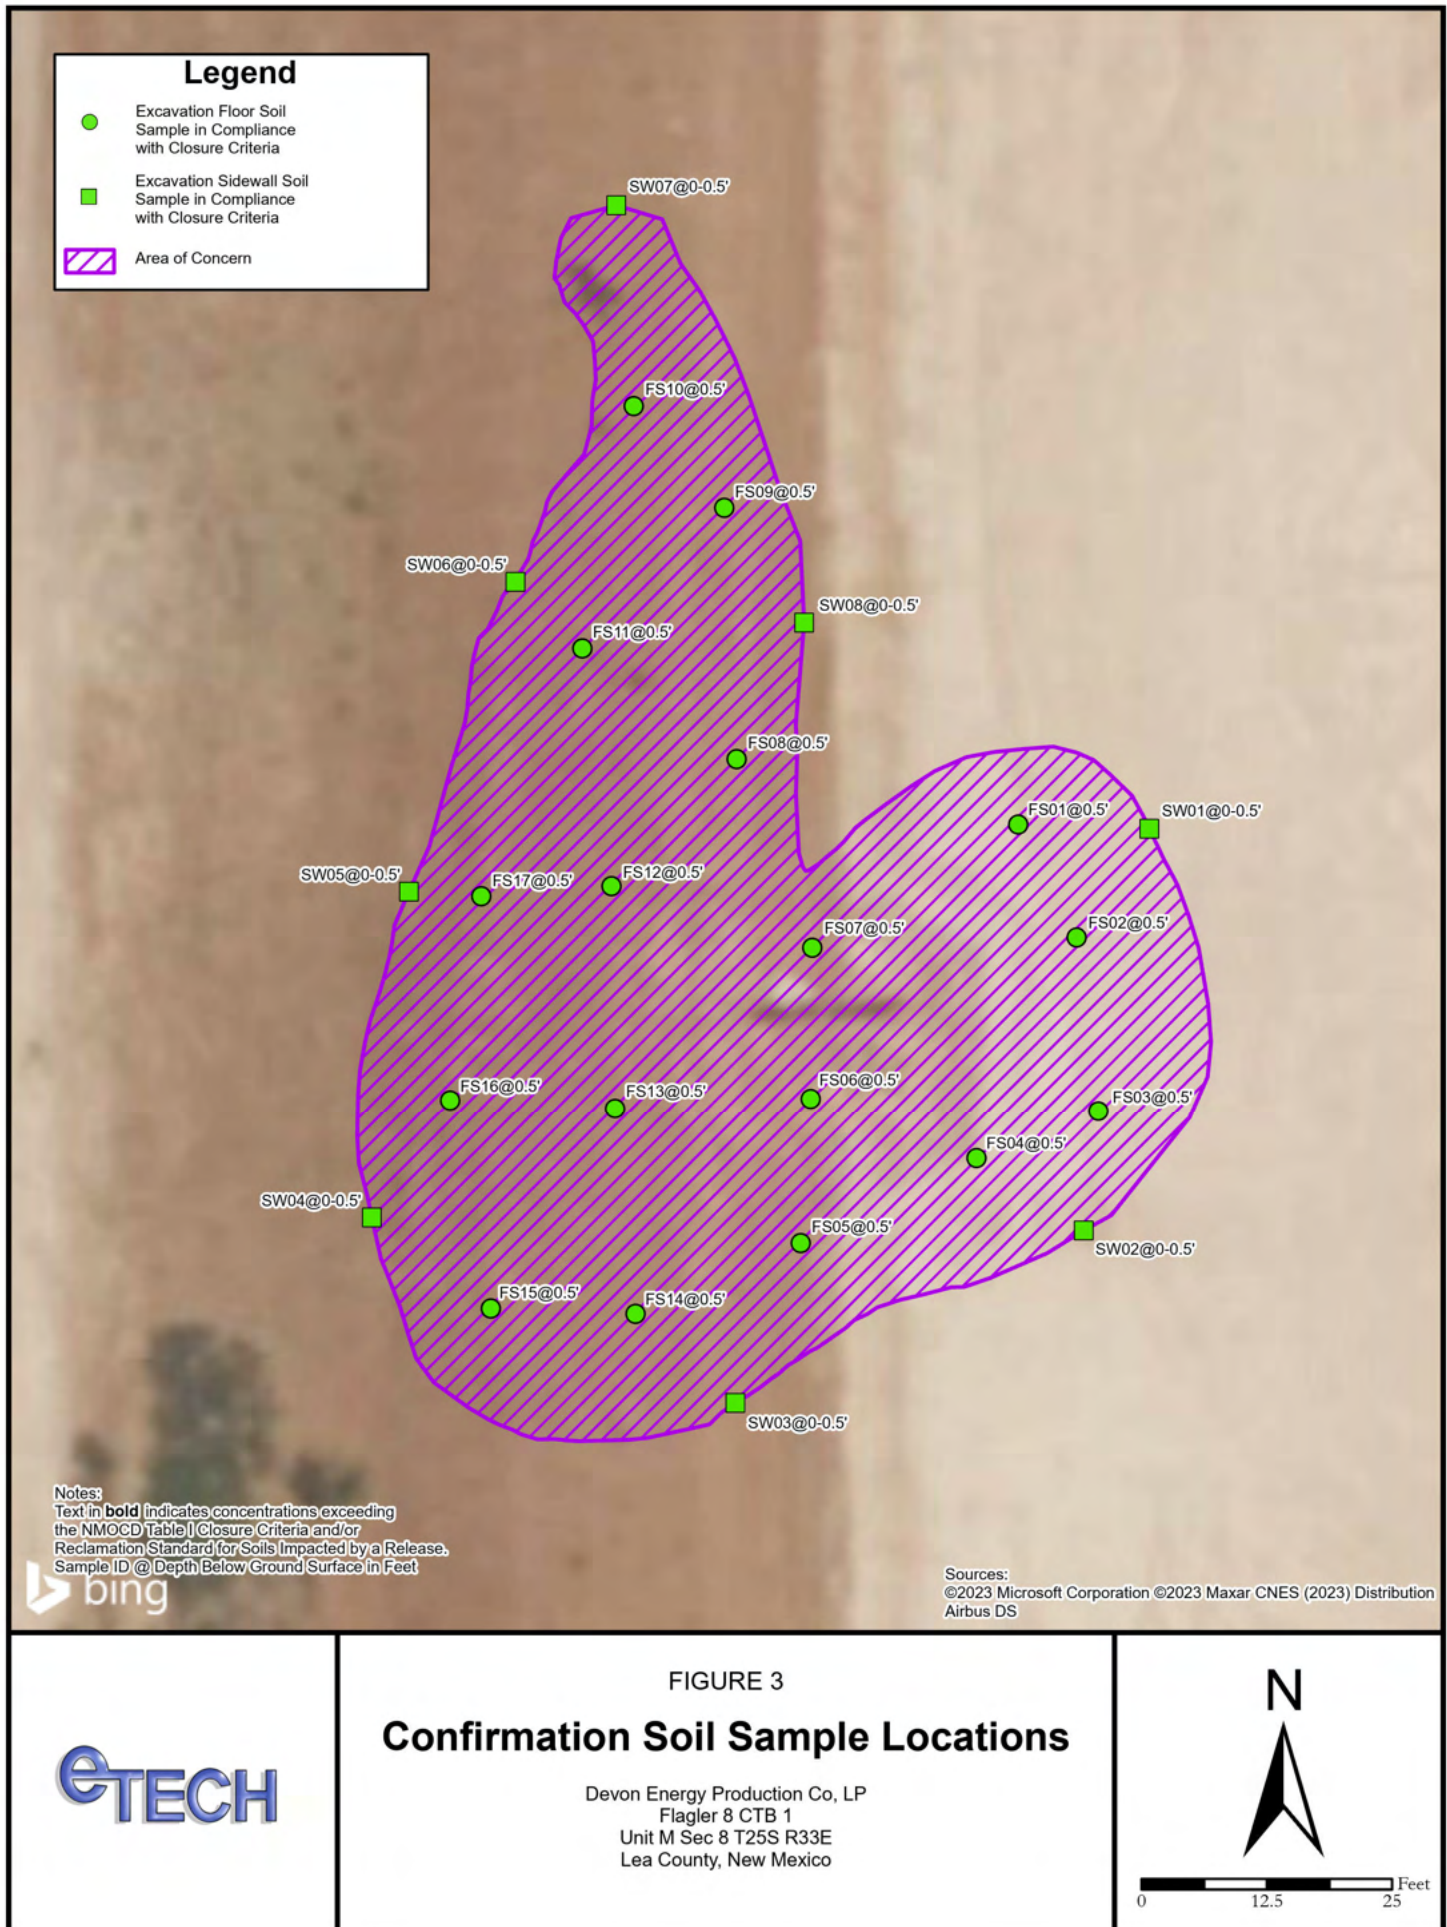 Legend
Excavation Floor Soil
Sample in Compliance
with Closure Criteria
Excavation Sidewall Soil
Sample in Compliance
with Closure Criteria
Area of Concern
SW07@0-0.5'
FS10@0.5'
FS09@0.5'
SW06@0-0.5'
SW08@0-0.5'
FS11@0.5'
FS08@0.5'
FS01@0.5'
SW01@0-0.5'
SW05@0-0.5'
FS17@0.5'
FS12@0.5'
FS07@0.5'
FS02@0.5'
FS16@0.5'
FS13@0.5'
FS06@0.5'
FS03@0.5'
FS04@0.5'
SW04@0-0.5'
FS05@0.5'
SW02@0-0.5'
FS15@0.5'
FS14@0.5'
SW03@0-0.5'
Notes:
Text in bold indicates concentrations exceeding
the NMOCD Table I Closure Criteria and/or
Reclamation Standard for Soils Impacted by a Release.
Sample ID @ Depth Below Ground Surface in Feet
bing
Sources:
©2023 Microsoft Corporation ©2023 Maxar CNES (2023) Distribution
Airbus DS
eTECH
FIGURE 3
Confirmation Soil Sample Locations
Devon Energy Production Co, LP
Flagler 8 CTB 1
Unit M Sec 8 T25S R33E
Lea County, New Mexico
N
Feet
0 12.5 25